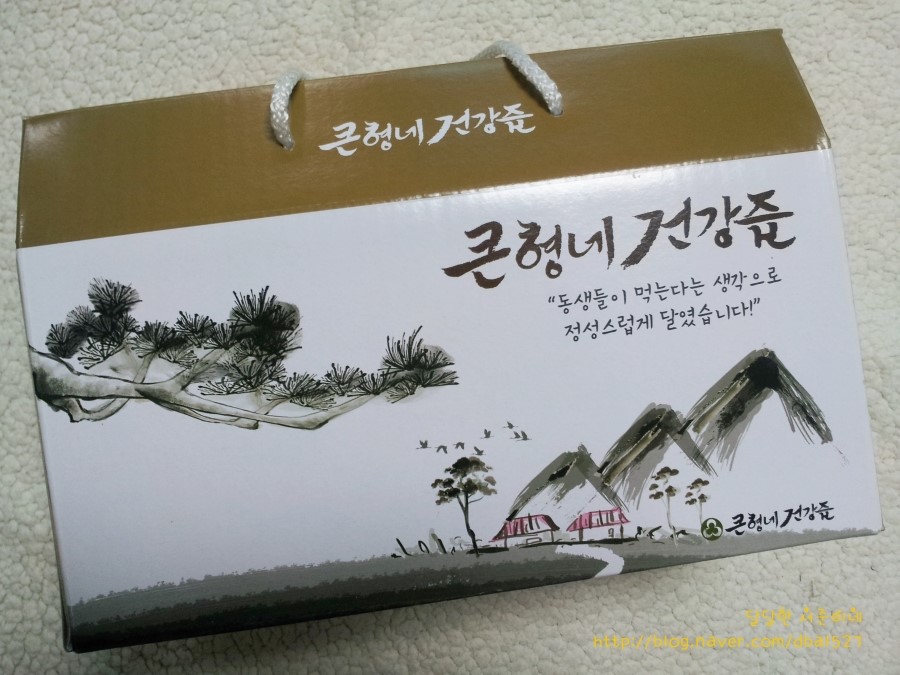 큰형네 건강즙
큰형네 건강즙
“동생들이 먹는다는 생각으로
정성스럽게 달였습니다!”
큰형네 건강즙
http://blog.naver.com/dbals21